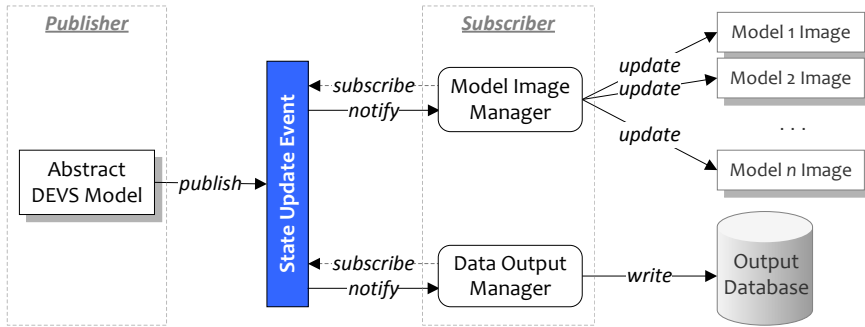 Publisher
Subscriber
Abstract
DEVS Model
publish
State Update Event
subscribe
notify
Model Image
Manager
update
update
update
Model 1 Image
Model 2 Image
. . .
Model n Image
subscribe
notify
Data Output
Manager
write
Output
Database